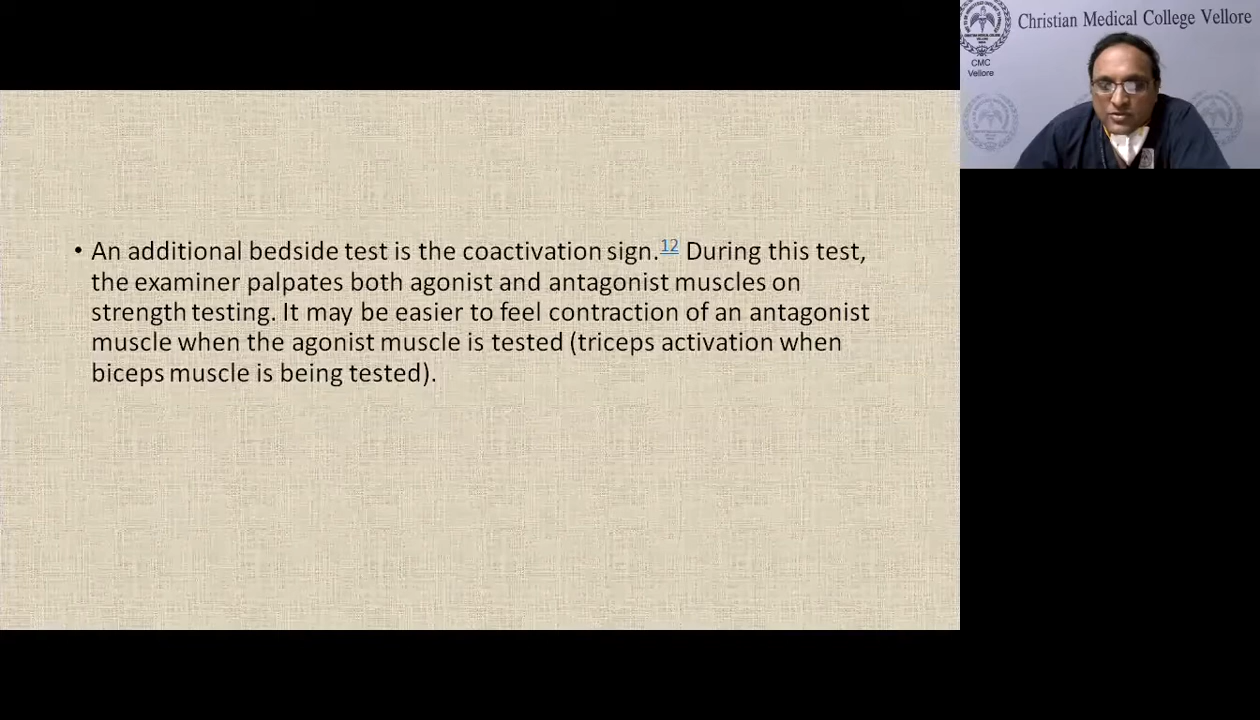 Christian Medical College Vellore
CMC
Vellore
• An additional bedside test is the coactivation sign.12 During this test,
the examiner palpates both agonist and antagonist muscles on
strength testing. It may be easier to feel contraction of an antagonist
muscle when the agonist muscle is tested (triceps activation when
biceps muscle is being tested).